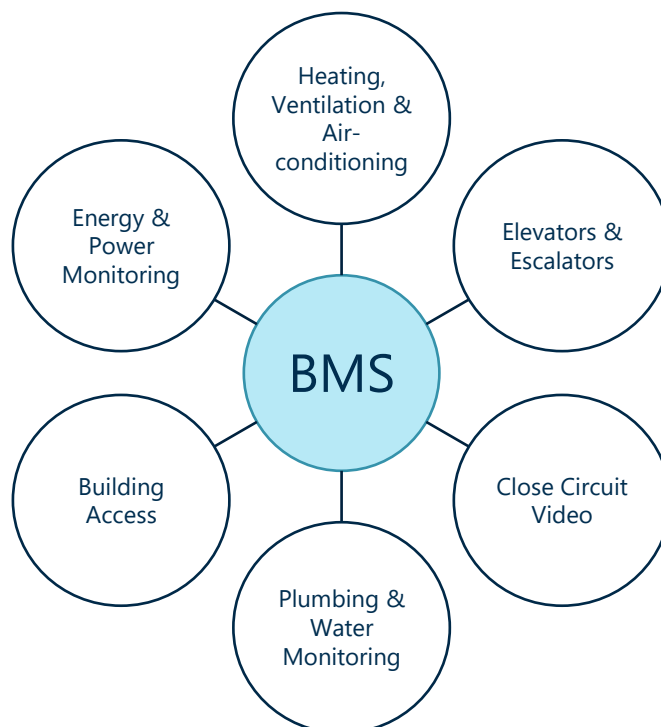 Heating,
Ventilation &
Air-
conditioning
Energy &
Power
Monitoring
Elevators &
Escalators
BMS
Building
Access
Close Circuit
Video
Plumbing &
Water
Monitoring